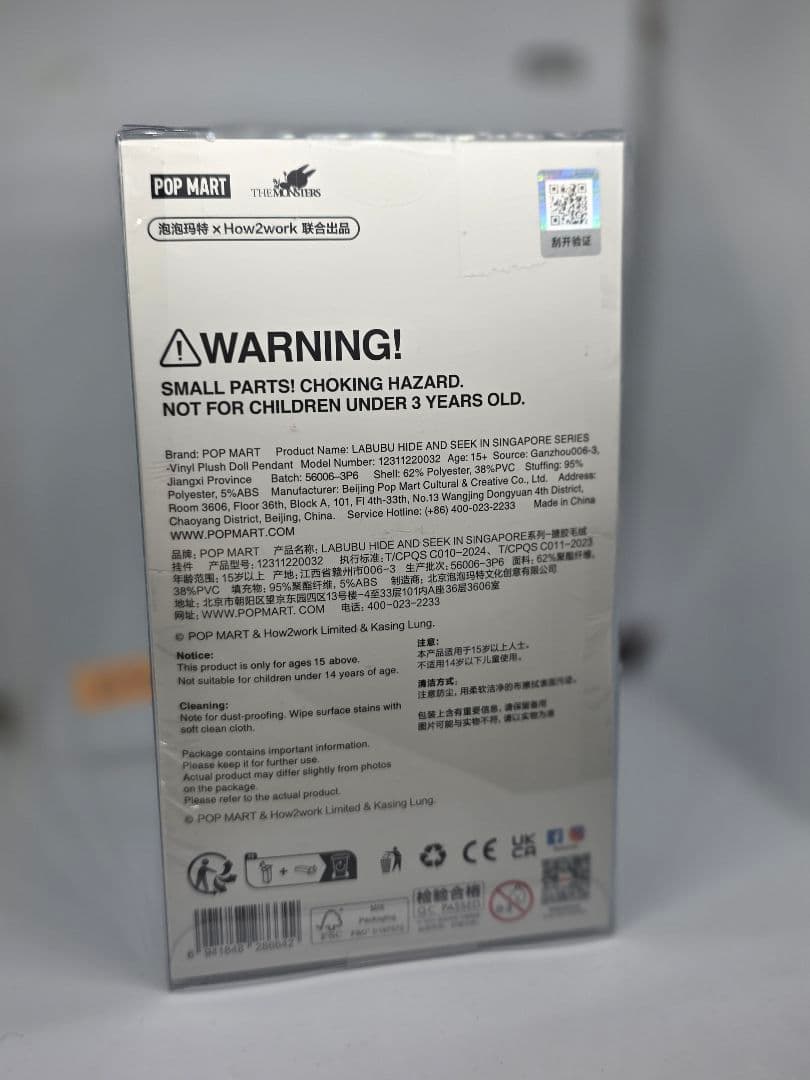 POP MART
THE MONSTERS
泡泡玛特 × How2work 联合出品
刮开验证
WARNING!
SMALL PARTS! CHOKING HAZARD.
NOT FOR CHILDREN UNDER 3 YEARS OLD.
Brand: POP MART Product Name: LABUBU HIDE AND SEEK IN SINGAPORE SERIES
-Vinyl Plush Doll Pendant Model Number: 12311220032 Age: 15+ Source: Ganzhou006-3,
Jiangxi Province Batch: 56006-3P6 Shell: 62% Polyester, 38%PVC Stuffing: 95%
Polyester, 5%ABS Manufacturer: Beijing Pop Mart Cultural & Creative Co., Ltd. Address:
Room 3606, Floor 36th, Block A, 101, Fl 4th-33th, No.13 Wangjing Dongyuan 4th District,
Chaoyang District, Beijing, China. Service Hotline: (+86) 400-023-2233 Made in China
WWW.POPMART.COM
品牌: POP MART 产品名称: LABUBU HIDE AND SEEK IN SINGAPORE系列-搪胶毛绒
挂件 产品型号: 12311220032 执行标准: T/CPQS C010-2024、T/CPQS C011-2023
年龄范围: 15岁以上 产地: 江西省赣州市006-3 生产批次: 56006-3P6 面料: 62%聚酯纤维,
38%PVC 填充物: 95%聚酯纤维, 5%ABS 制造商: 北京泡泡玛特文化创意有限公司
地址: 北京市朝阳区望京东园四区13号楼-4至33层101内A座36层3606室
网址: WWW.POPMART.COM 电话: 400-023-2233
© POP MART & How2work Limited & Kasing Lung.
Notice:
This product is only for ages 15 above.
Not suitable for children under 14 years of age.
注意:
本产品适用于15岁以上人士。
不适用14岁以下儿童使用。
Cleaning:
Note for dust-proofing. Wipe surface stains with
soft clean cloth.
清洁方式:
注意防尘, 用柔软洁净的布擦拭表面污渍。
Package contains important information.
Please keep it for further use.
Actual product may differ slightly from photos
on the package.
Please refer to the actual product.
包装上含有重要信息, 请保留备用
图片可能与实物不符, 请以实物为准
© POP MART & How2work Limited & Kasing Lung.
CE
UK
CA
FSC
MIX
Packaging
检验合格
QC PASSED
0-3